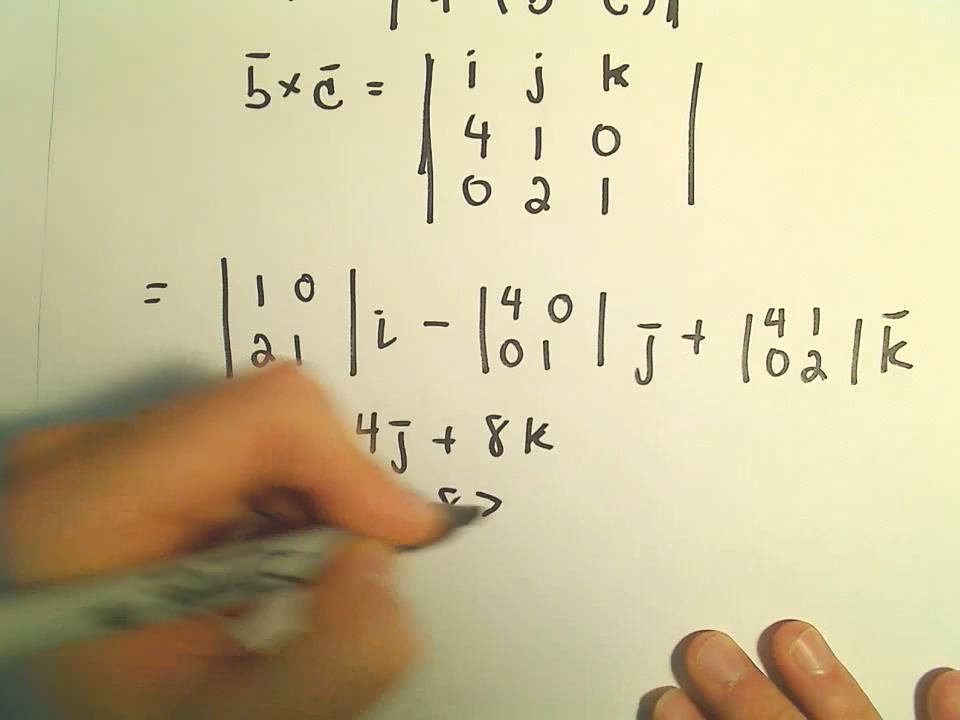 b̄ × c̄ = | i j k |
4 1 0
0 2 1
= | 1 0 | i - | 4 0 | j̄ + | 4 1 | k̄
2 1 0 1 0 2
4j̄ + 8k
8 >